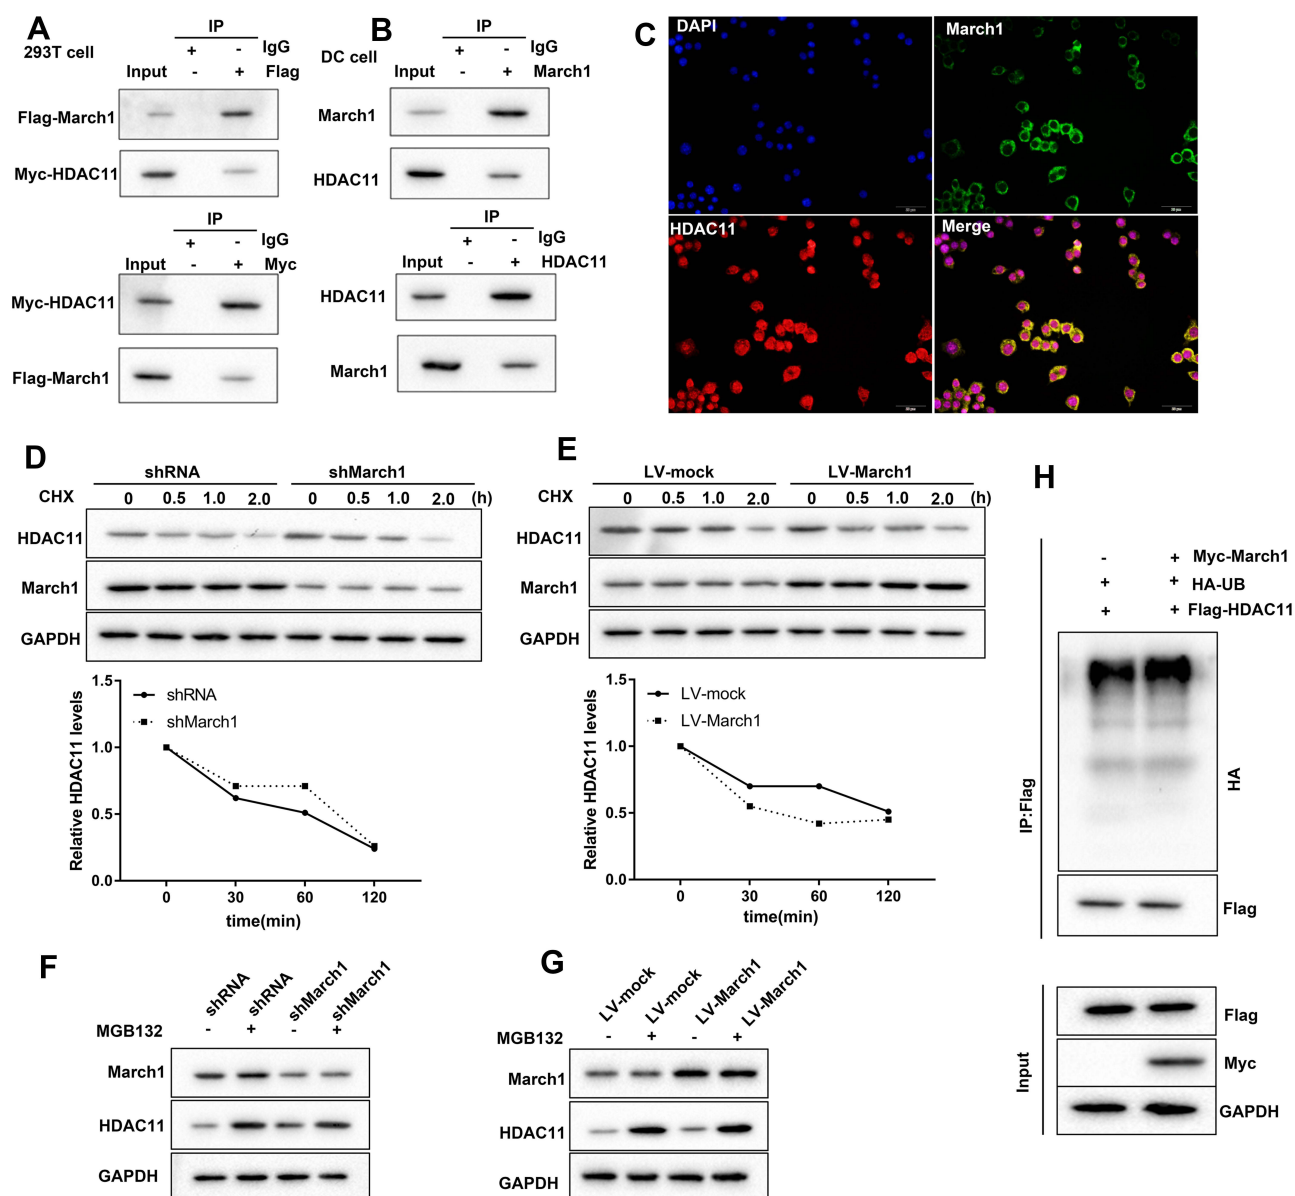 A
293T cell
IP
+ - IgG
Input - + Flag
Flag-March1
Myc-HDAC11
IP
+ - IgG
Input - + Myc
Myc-HDAC11
Flag-March1
B
DC cell
IP
+ - IgG
Input - + March1
March1
HDAC11
IP
+ - IgG
Input - + HDAC11
HDAC11
March1
C
DAPI
March1
HDAC11
Merge
D
shRNA shMarch1
CHX 0 0.5 1.0 2.0 0 0.5 1.0 2.0 (h)
HDAC11
March1
GAPDH
Relative HDAC11 levels
1.5
1.0
0.5
0.0
shRNA
shMarch1
0 30 60 120
time(min)
E
LV-mock LV-March1
CHX 0 0.5 1.0 2.0 0 0.5 1.0 2.0 (h)
HDAC11
March1
GAPDH
Relative HDAC11 levels
1.5
1.0
0.5
0.0
LV-mock
LV-March1
0 30 60 120
time(min)
F
shRNA shRNA shMarch1 shMarch1
MGB132 - + - +
March1
HDAC11
GAPDH
G
LV-mock LV-mock LV-March1 LV-March1
MGB132 - + - +
March1
HDAC11
GAPDH
H
- + Myc-March1
+ + HA-UB
+ + Flag-HDAC11
IP:Flag
HA
Flag
Input
Flag
Myc
GAPDH